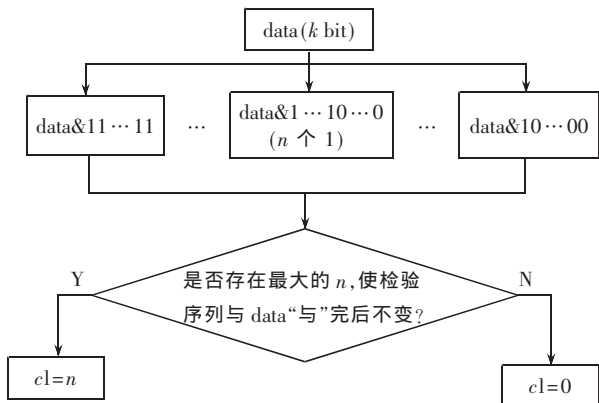 data(k bit)
data&11…11
…
data&1…10…0
(n 个 1)
…
data&10…00
是否存在最大的 n,使检验
序列与 data“与”完后不变?
Y
N
cl=n
cl=0